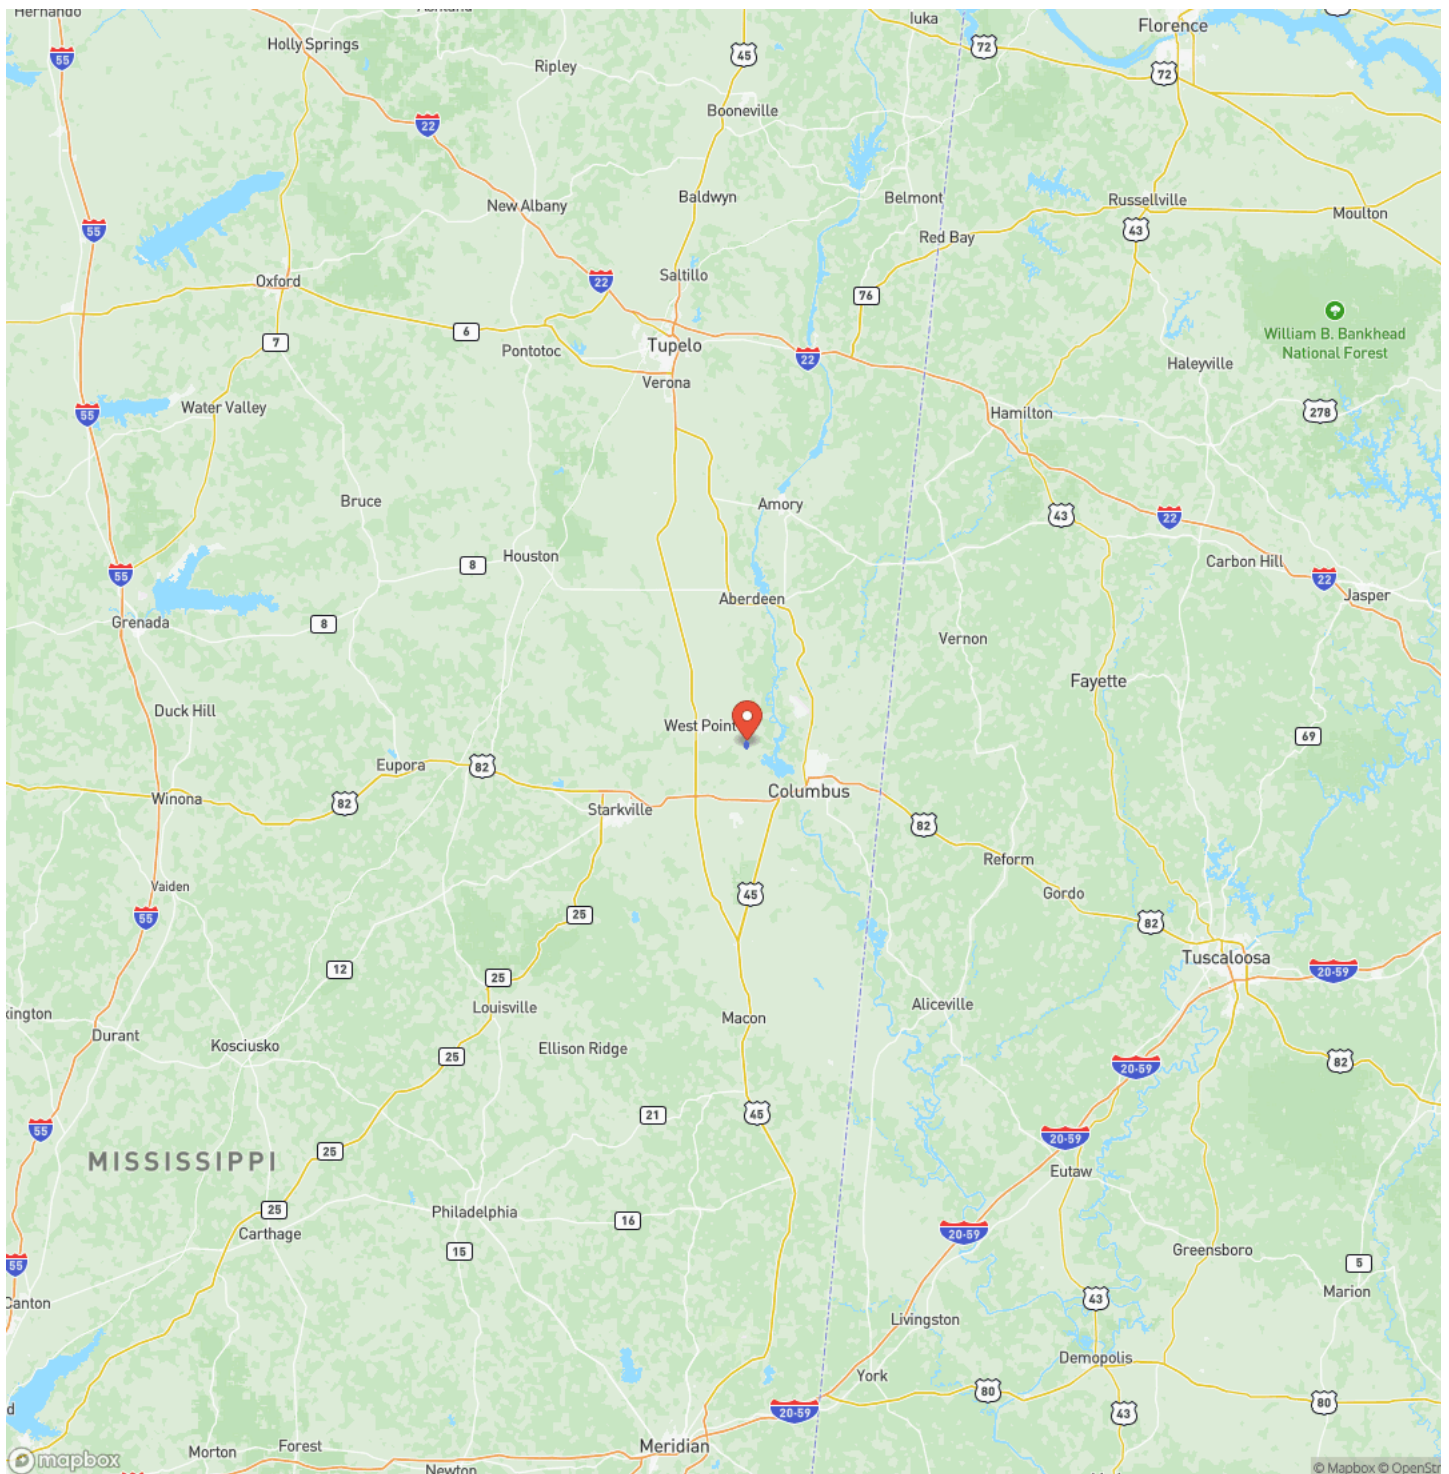 Hernando
Ashland
Iuka
Florence
Holly Springs
55
45
72
Ripley
72
Booneville
22
Baldwyn
Belmont
Russellville
New Albany
Moulton
55
43
Red Bay
Saltillo
Oxford
22
76
William B. Bankhead
National Forest
6
7
Tupelo
Pontotoc
22
Haleyville
Verona
Water Valley
55
Hamilton
278
Bruce
Amory
43
22
Houston
8
Carbon Hill
55
22
Aberdeen
Jasper
Grenada
8
Vernon
Fayette
Duck Hill
West Point
69
Eupora
82
Winona
82
Columbus
Starkville
82
Reform
Vaiden
45
Gordo
55
25
82
Tuscaloosa
12
20-59
25
Louisville
Aliceville
xington
Macon
Durant
Kosciusko
Ellison Ridge
25
82
20-59
21
45
55
20-59
25
MISSISSIPPI
Eutaw
25
Philadelphia
16
Carthage
20-59
15
Greensboro
55
5
Marion
Canton
43
Livingston
Demopolis
York
80
80
d
20-59
43
Morton
Forest
Meridian
mapbox
Newton
© Mapbox © OpenStr